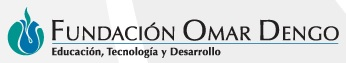 FUNDACIÓN OMAR DENGO
Educación, Tecnología y Desarrollo